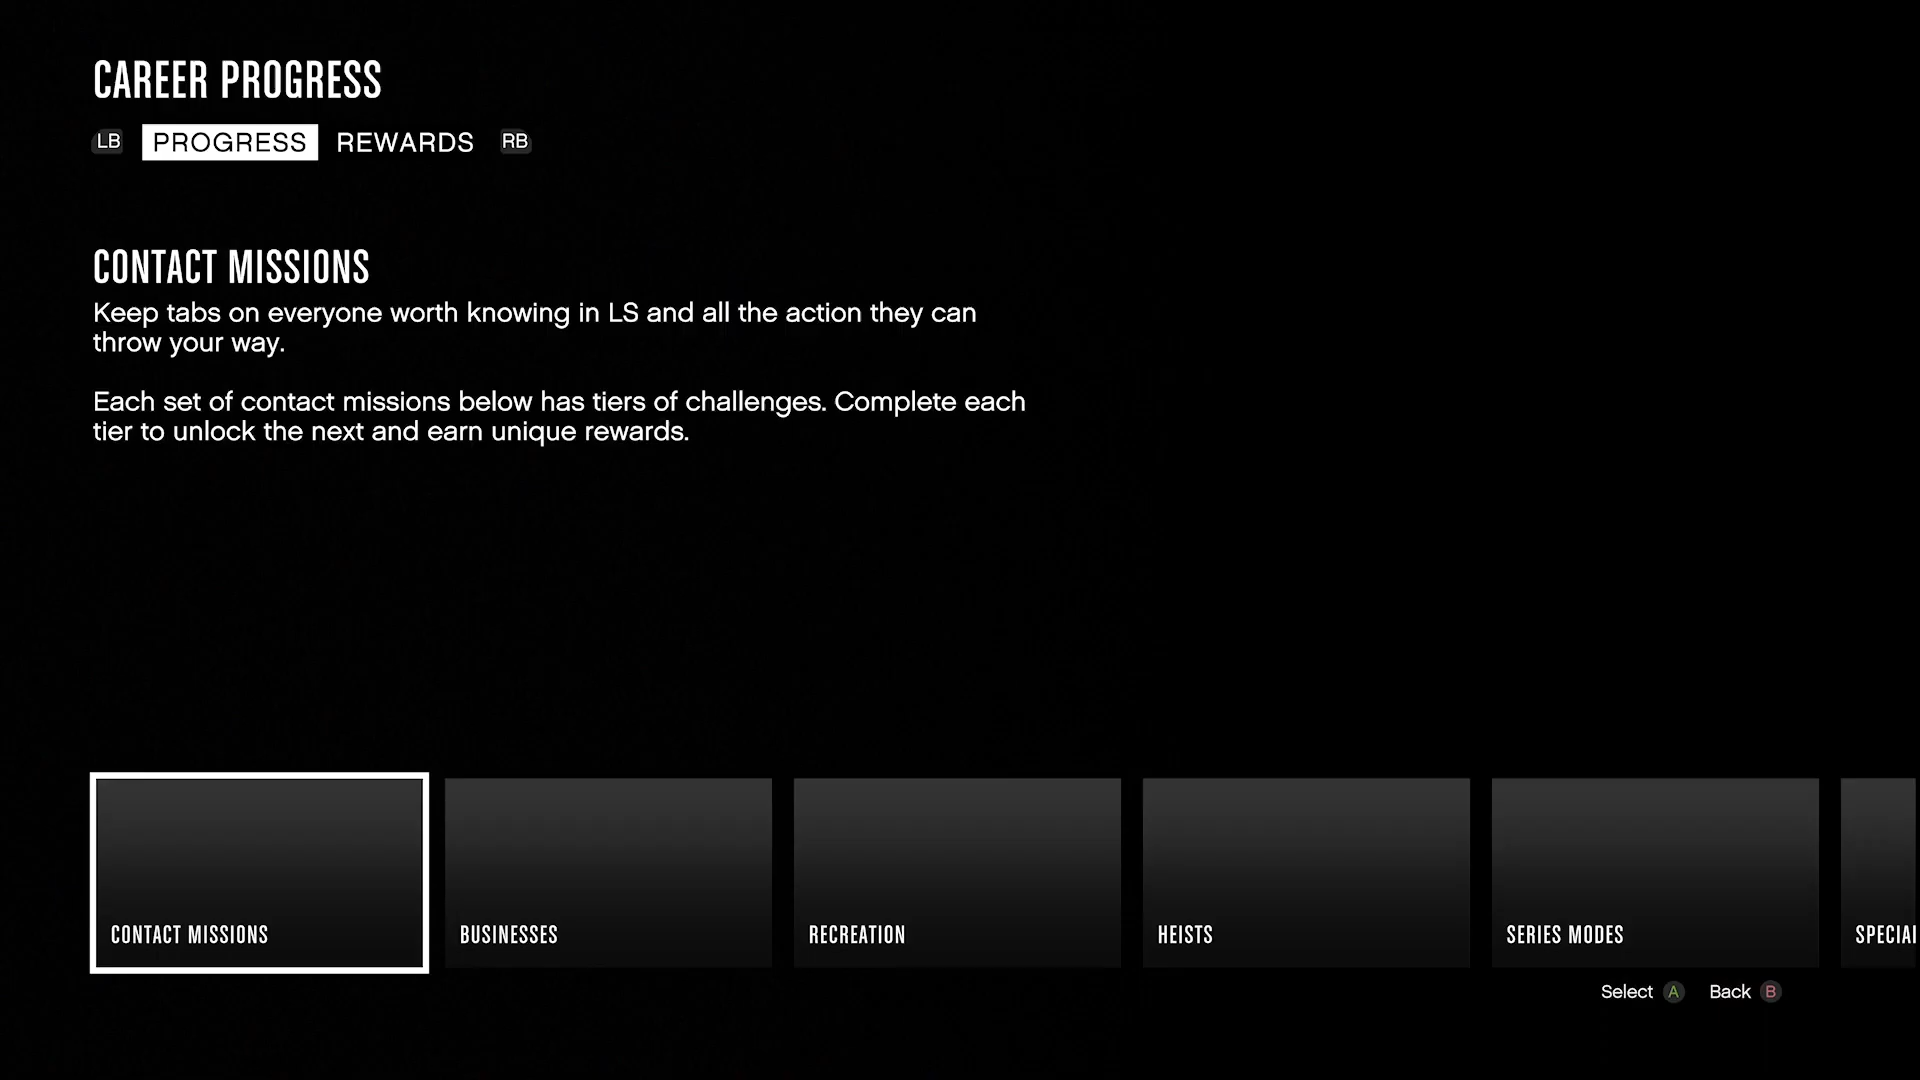 CAREER PROGRESS
LB PROGRESS REWARDS RB
CONTACT MISSIONS
Keep tabs on everyone worth knowing in LS and all the action they can
throw your way.
Each set of contact missions below has tiers of challenges. Complete each
tier to unlock the next and earn unique rewards.
CONTACT MISSIONS BUSINESSES RECREATION HEISTS SERIES MODES SPECIAL
Select A Back B